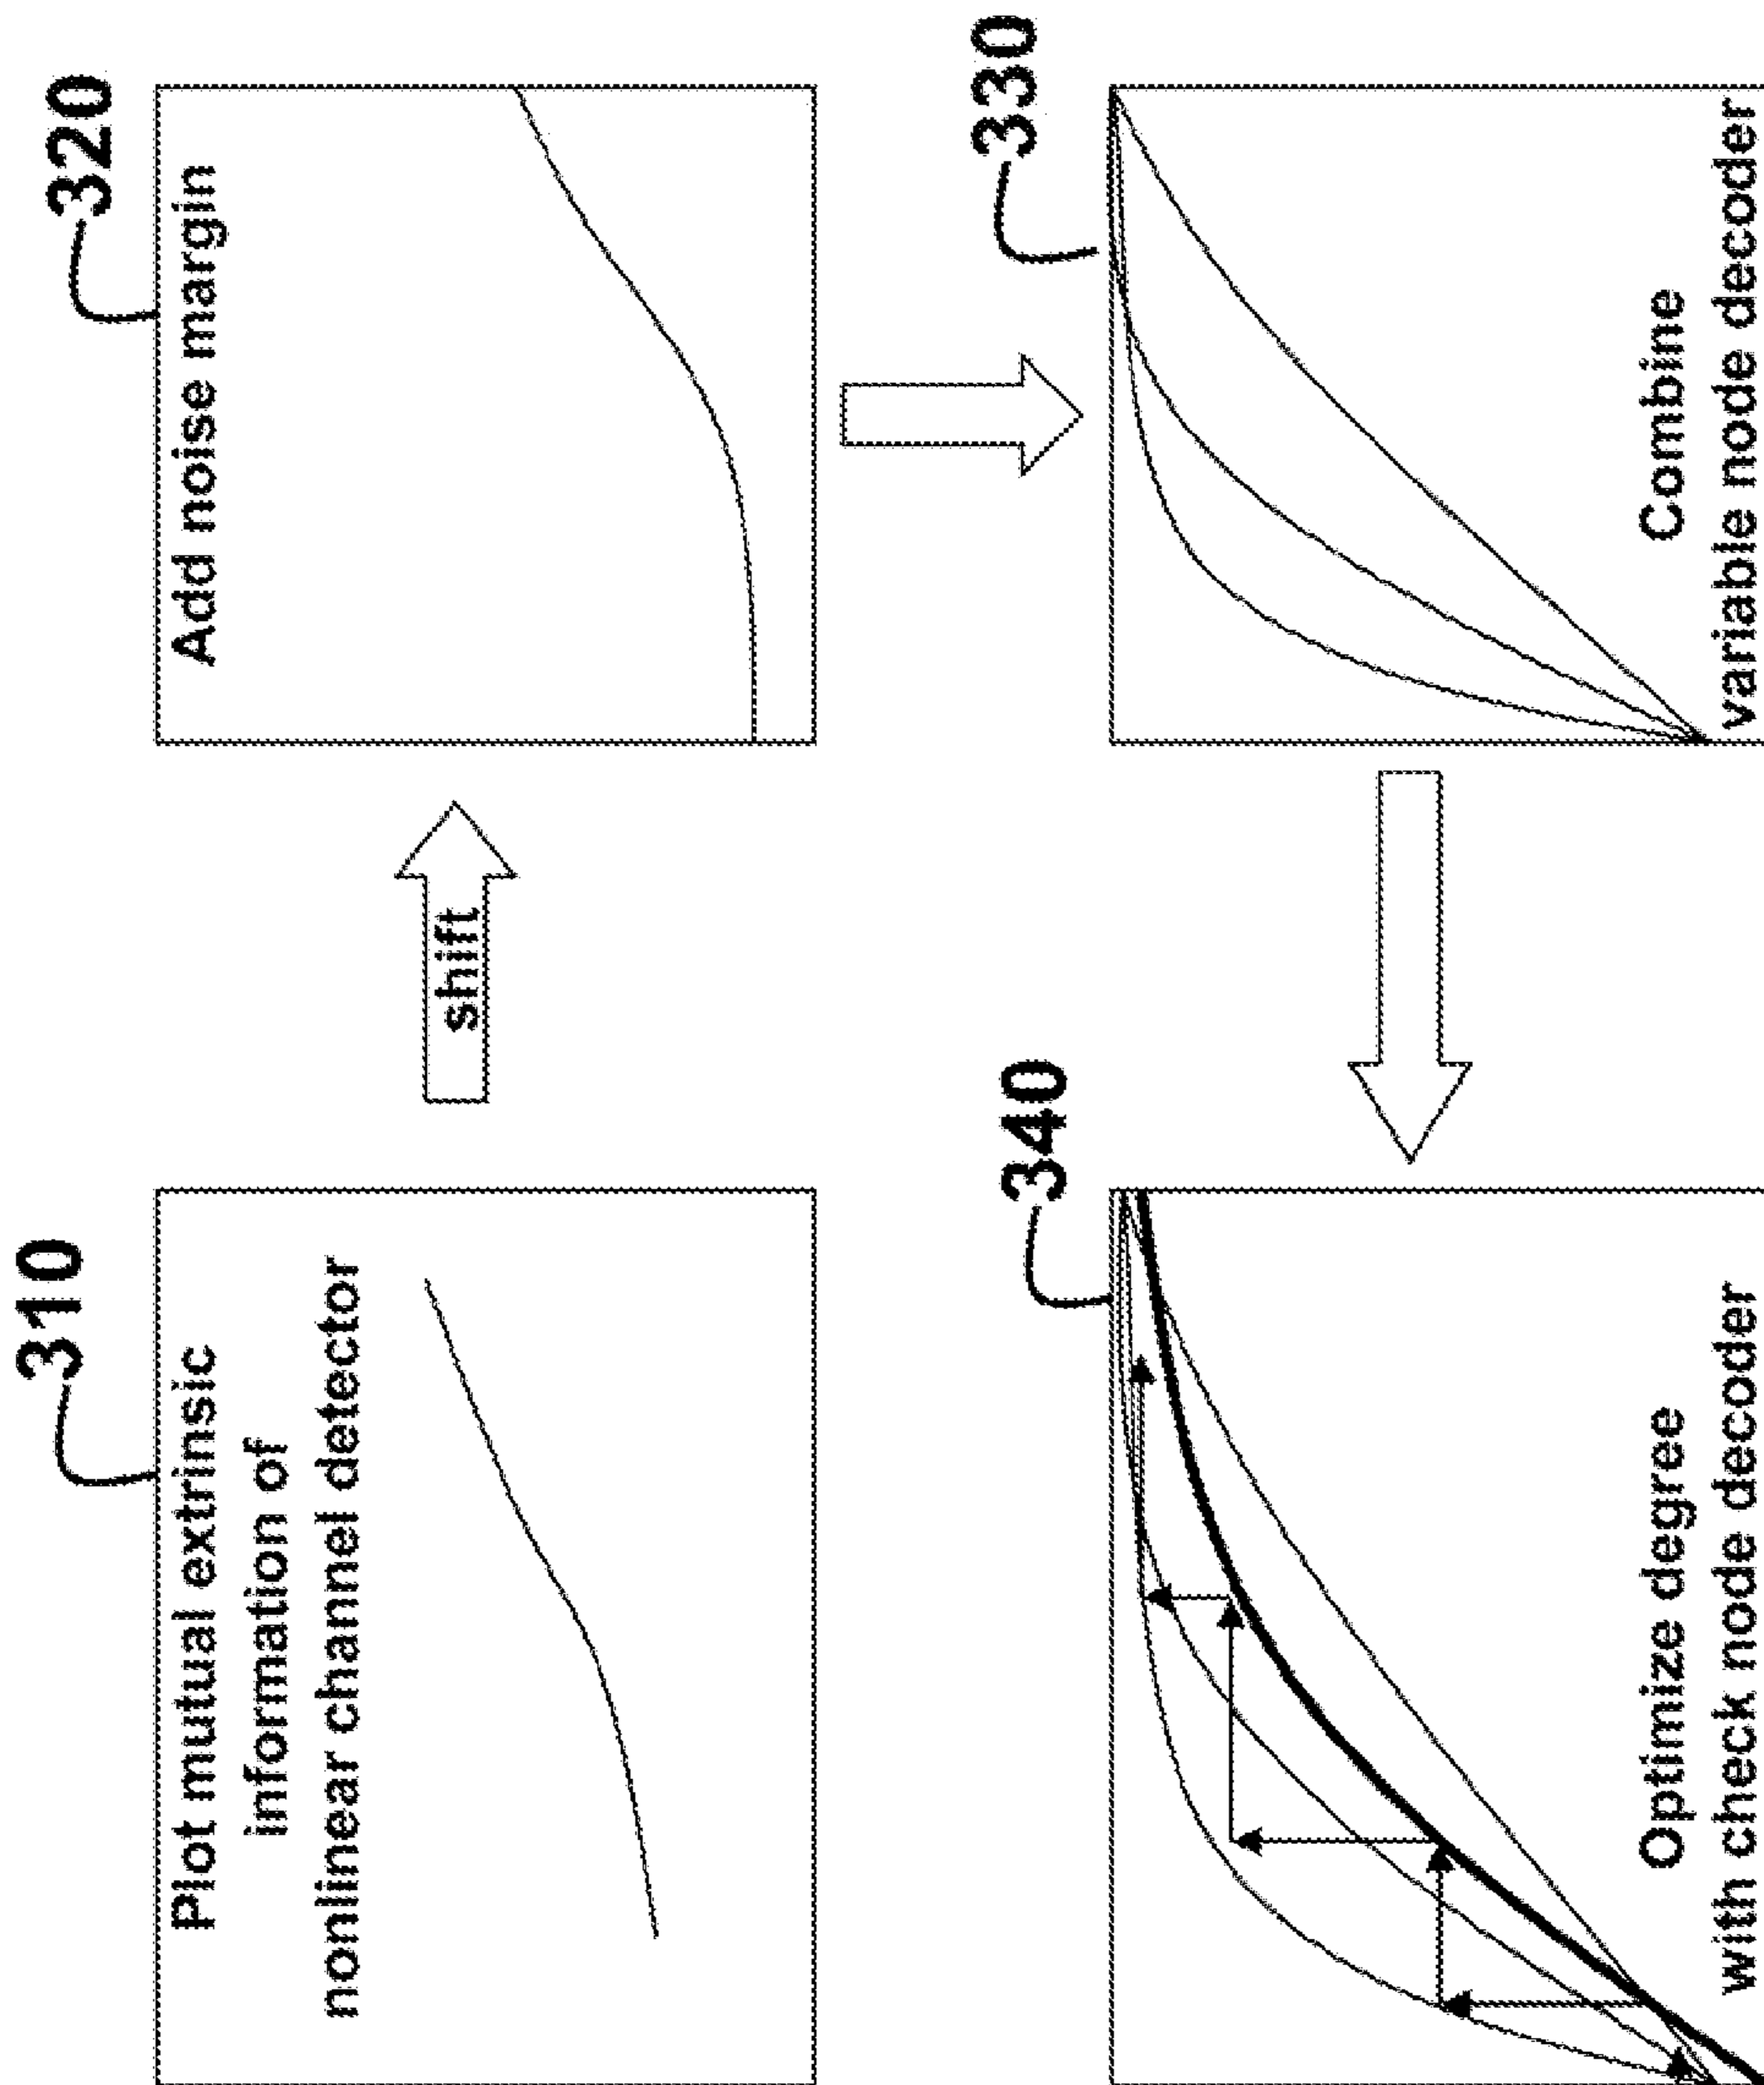 310
Plot mutual extrinsic
information of
nonlinear channel detector
shift
320
Add noise margin
330
Combine
variable node decoder
340
Optimize degree
with check node decoder